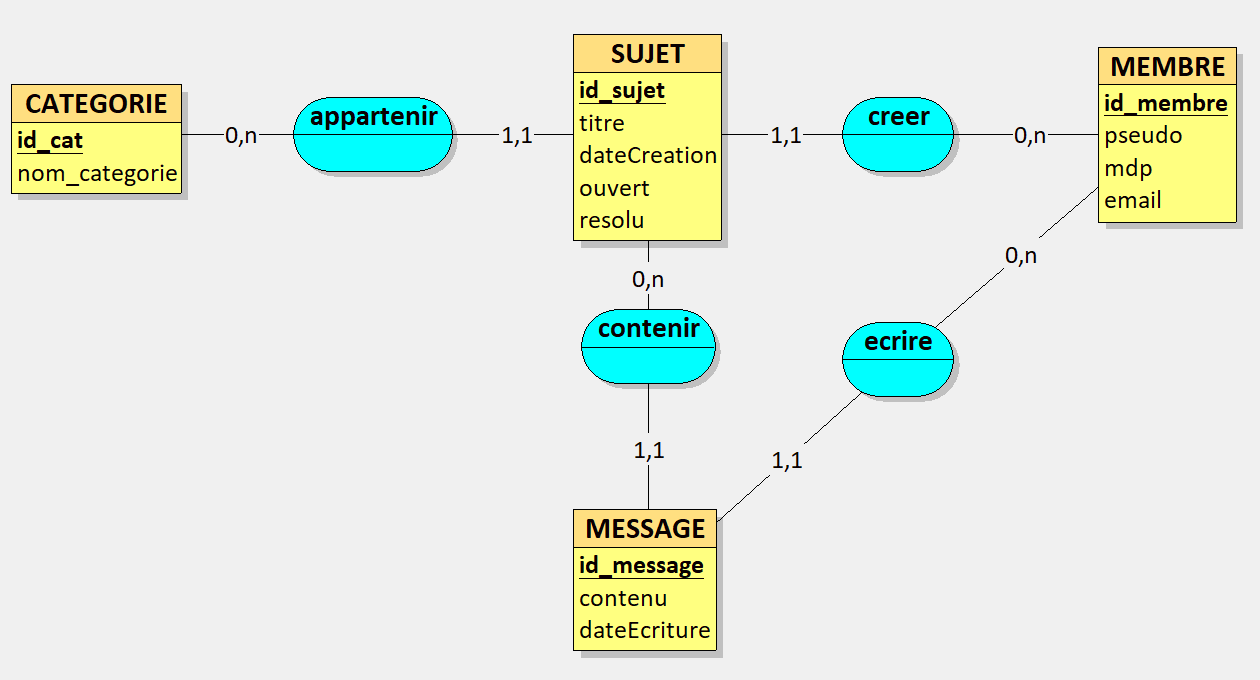 CATEGORIE
id_cat
nom_categorie
0,n
appartenir
1,1
SUJET
id_sujet
titre
dateCreation
ouvert
resolu
1,1
creer
0,n
MEMBRE
id_membre
pseudo
mdp
email
0,n
contenir
1,1
0,n
ecrire
1,1
MESSAGE
id_message
contenu
dateEcriture